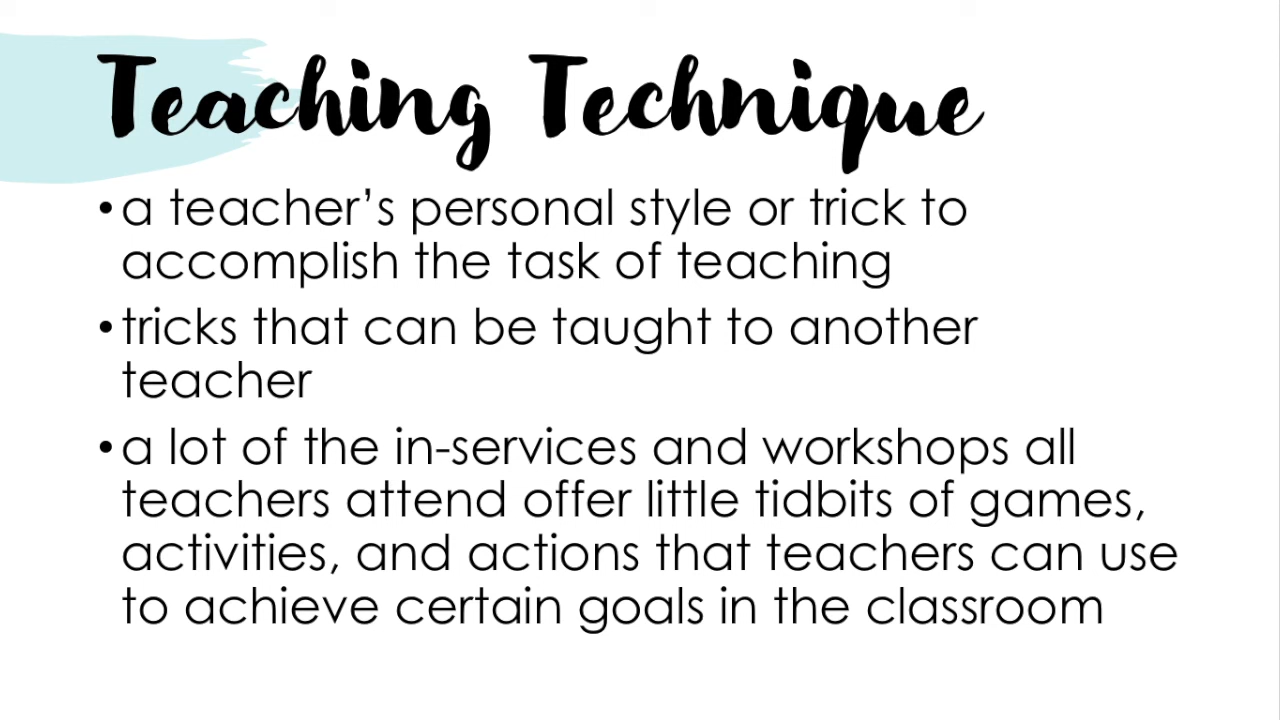 Teaching Technique
•a teacher’s personal style or trick to
accomplish the task of teaching
•tricks that can be taught to another
teacher
•a lot of the in-services and workshops all
teachers attend offer little tidbits of games,
activities, and actions that teachers can use
to achieve certain goals in the classroom